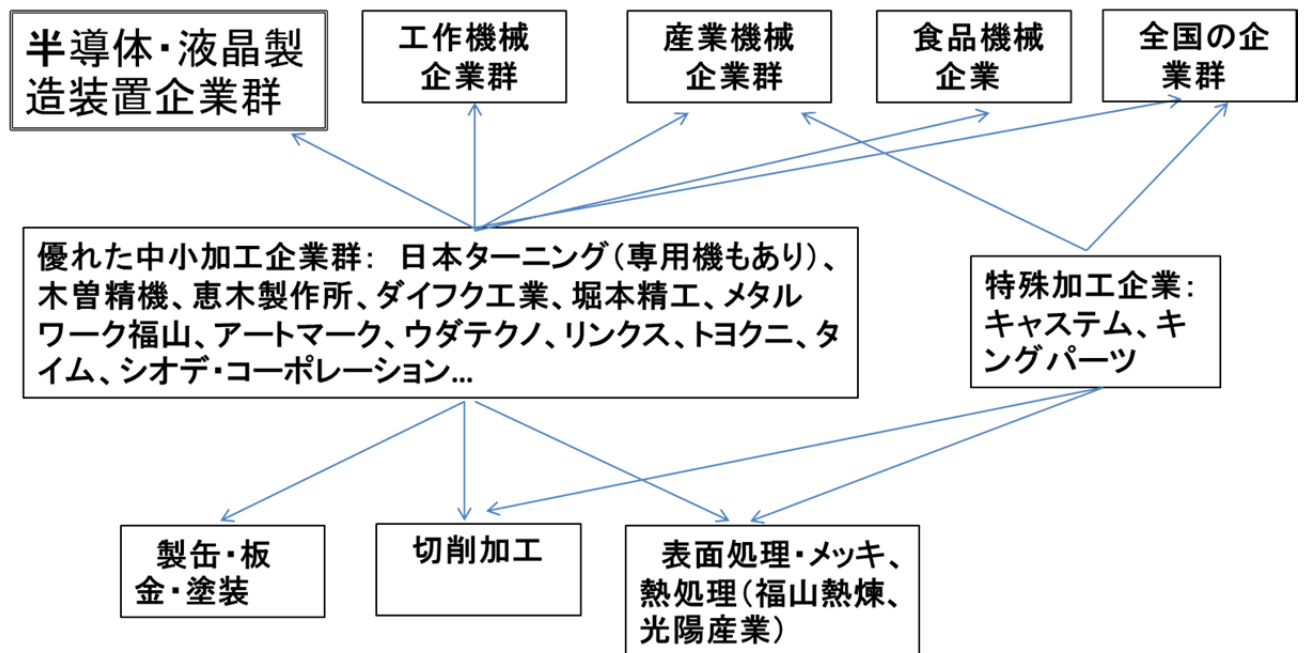 半導体・液晶製
造装置企業群
工作機械
企業群
産業機械
企業群
食品機械
企業
全国の企
業群
優れた中小加工企業群： 日本ターニング（専用機もあり）、
木曽精機、恵木製作所、ダイフク工業、堀本精工、メタル
ワーク福山、アートマーク、ウダテクノ、リンクス、トヨクニ、タ
イム、シオデ・コーポレーション…
特殊加工企業：
キャステム、キ
ングパーツ
製缶・板
金・塗装
切削加工
表面処理・メッキ、
熱処理（福山熱煉、
光陽産業）